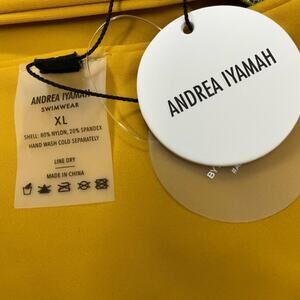 ANDREA IYAMAH
SWIMWEAR
XL
SHELL: 80% NYLON, 20% SPANDEX
HAND WASH COLD SEPARATELY
LINE DRY
MADE IN CHINA
ANDREA IYAMAH